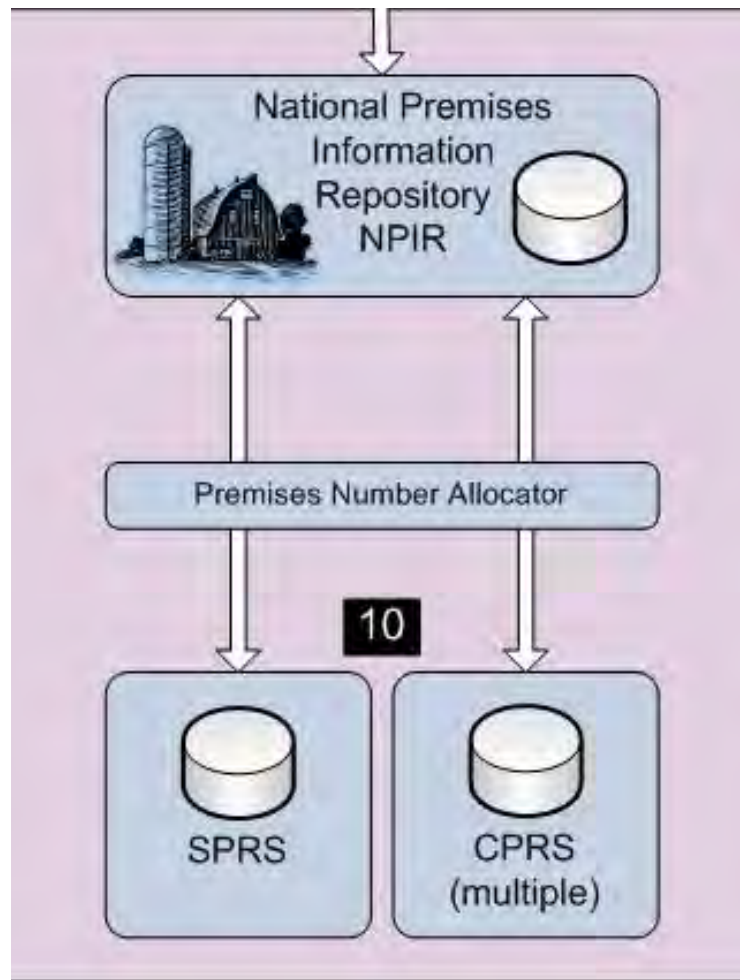 National Premises
Information
Repository
NPIR
Premises Number Allocator
10
SPRS
CPRS
(multiple)